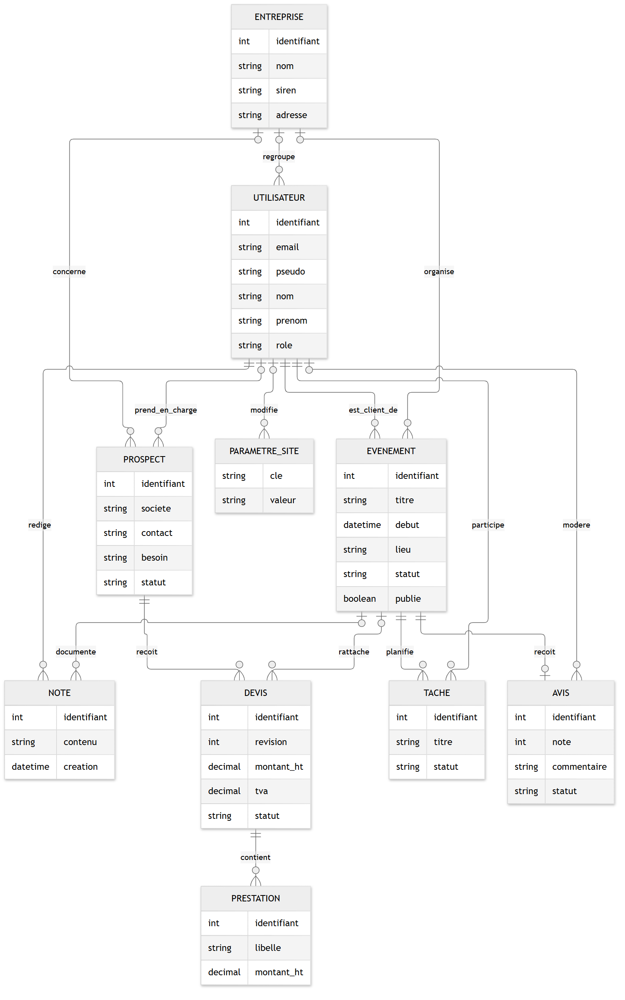 ENTREPRISE
int identifiant
string nom
string siren
string adresse
regroupe
UTILISATEUR
int identifiant
string email
string pseudo
string nom
string prenom
string role
concerne
organise
prend_en_charge
modifie
est_client_de
PROSPECT
int identifiant
string societe
string contact
string besoin
string statut
PARAMETRE_SITE
string cle
string valeur
EVENEMENT
int identifiant
string titre
datetime debut
string lieu
string statut
boolean publie
redige
participe
modere
documente
recoit
rattache
planifie
recoit
NOTE
int identifiant
string contenu
datetime creation
DEVIS
int identifiant
int revision
decimal montant_ht
decimal tva
string statut
TACHE
int identifiant
string titre
string statut
AVIS
int identifiant
int note
string commentaire
string statut
contient
PRESTATION
int identifiant
string libelle
decimal montant_ht